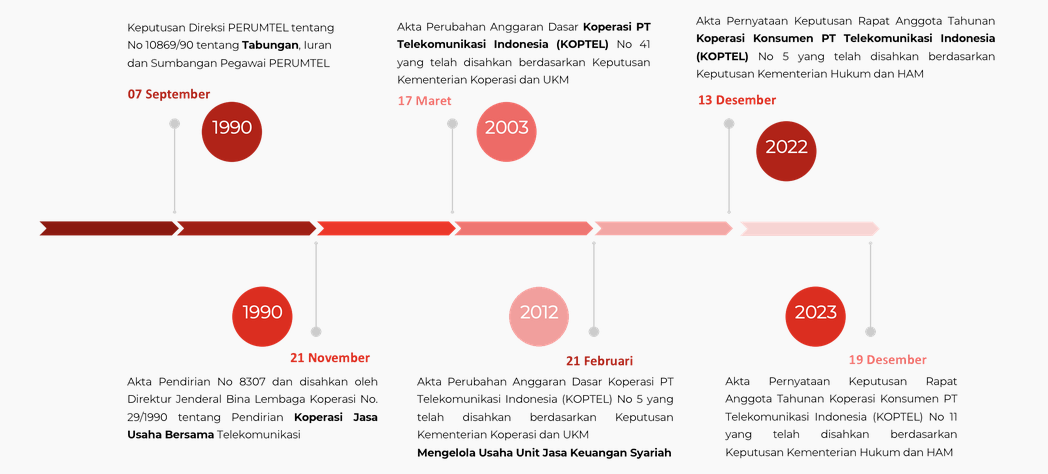 Keputusan Direksi PERUMTEL tentang
No 10869/90 tentang Tabungan, Iuran
dan Sumbangan Pegawai PERUMTEL
07 September
1990
Akta Perubahan Anggaran Dasar Koperasi PT
Telekomunikasi Indonesia (KOPTEL) No 41
yang telah disahkan berdasarkan Keputusan
Kementerian Koperasi dan UKM
17 Maret
2003
Akta Pernyataan Keputusan Rapat Anggota Tahunan
Koperasi Konsumen PT Telekomunikasi Indonesia
(KOPTEL) No 5 yang telah disahkan berdasarkan
Keputusan Kementerian Hukum dan HAM
13 Desember
2022
1990
21 November
Akta Pendirian No 8307 dan disahkan oleh
Direktur Jenderal Bina Lembaga Koperasi No.
29/1990 tentang Pendirian Koperasi Jasa
Usaha Bersama Telekomunikasi
2012
21 Februari
Akta Perubahan Anggaran Dasar Koperasi PT
Telekomunikasi Indonesia (KOPTEL) No 5 yang
telah disahkan berdasarkan Keputusan
Kementerian Koperasi dan UKM
Mengelola Usaha Unit Jasa Keuangan Syariah
2023
19 Desember
Akta Pernyataan Keputusan Rapat
Anggota Tahunan Koperasi Konsumen PT
Telekomunikasi Indonesia (KOPTEL) No 11
yang telah disahkan berdasarkan
Keputusan Kementerian Hukum dan HAM